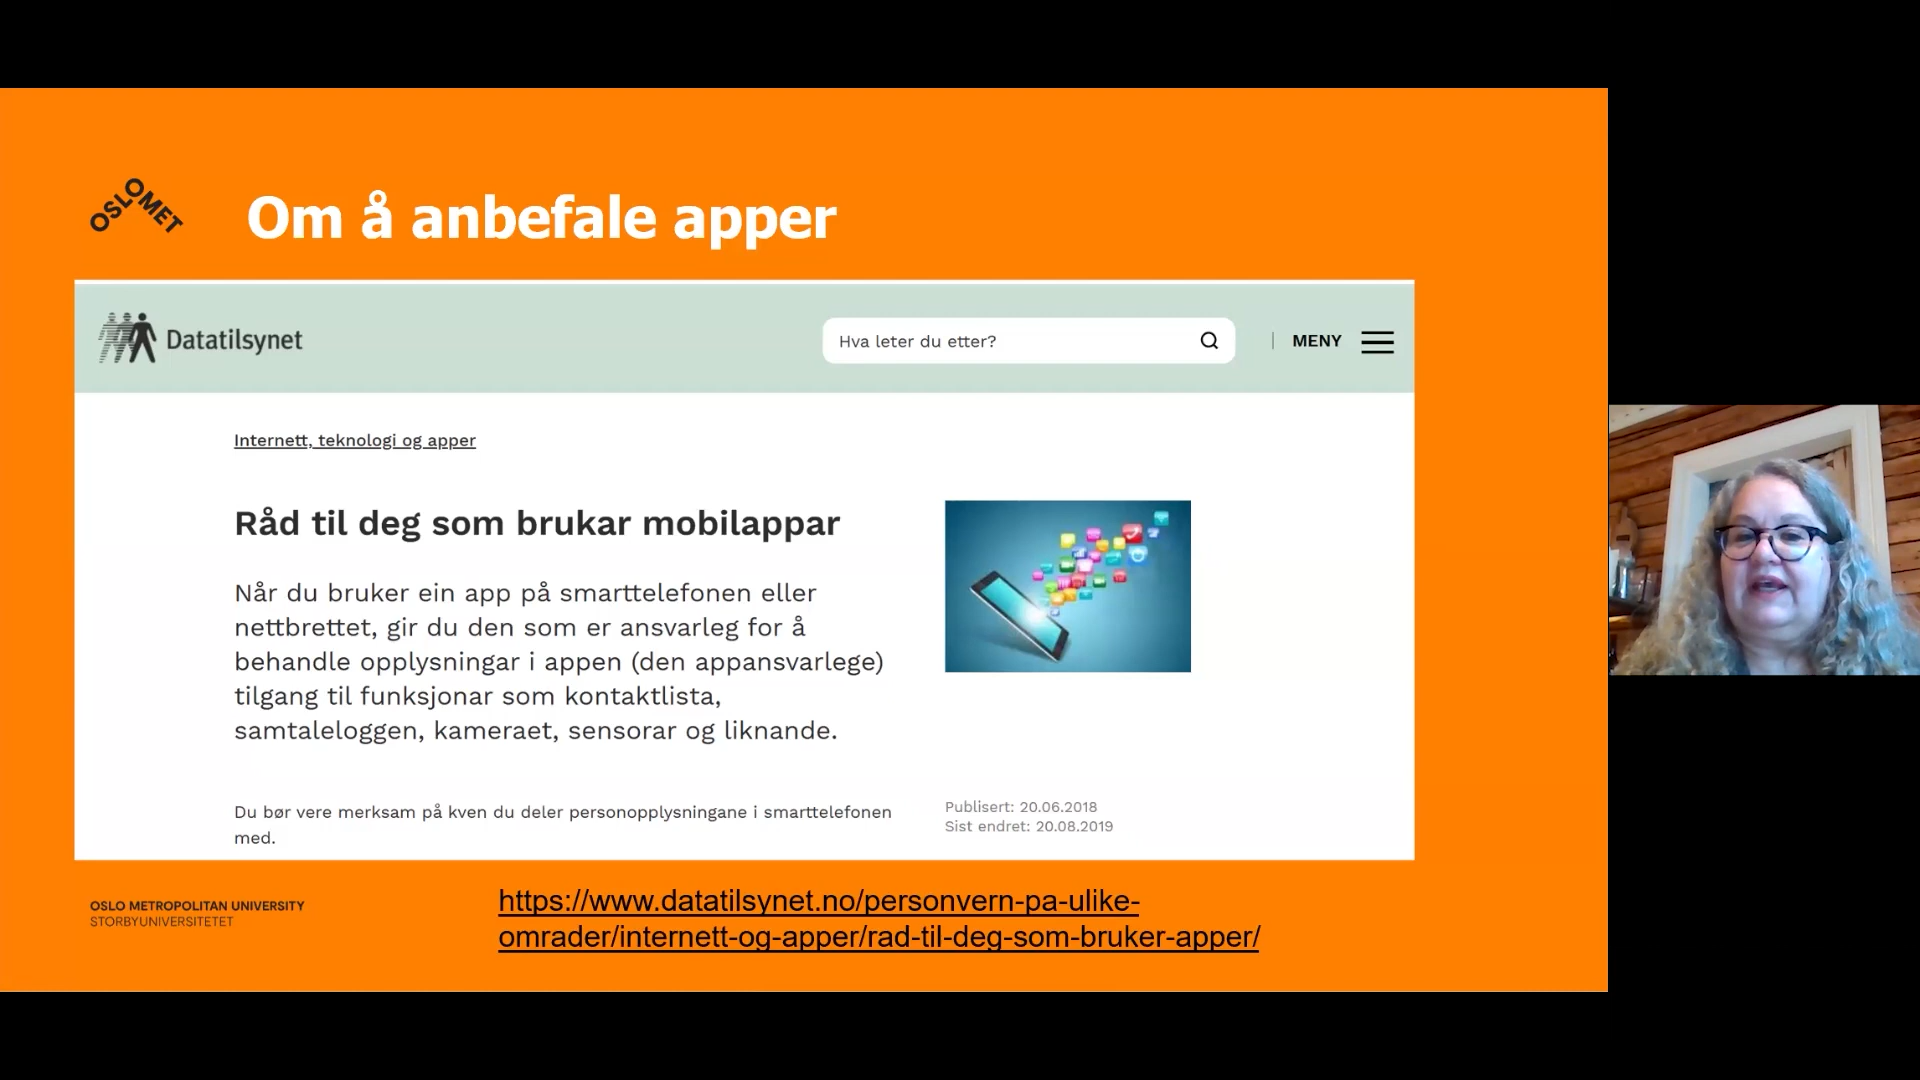 OSLOMET
Om å anbefale apper
Datatilsynet
Hva leter du etter?
MENY
Internett, teknologi og apper
Råd til deg som brukar mobilappar
Når du bruker ein app på smarttelefonen eller
nettbrettet, gir du den som er ansvarleg for å
behandle opplysningar i appen (den appansvarlege)
tilgang til funksjonar som kontaktlista,
samtaleloggen, kameraet, sensorar og liknande.
Du bør vere merksam på kven du deler personopplysningane i smarttelefonen
med.
Publisert: 20.06.2018
Sist endret: 20.08.2019
OSLO METROPOLITAN UNIVERSITY
STORBYUNIVERSITETET
https://www.datatilsynet.no/personvern-pa-ulike-
omrader/internett-og-apper/rad-til-deg-som-bruker-apper/